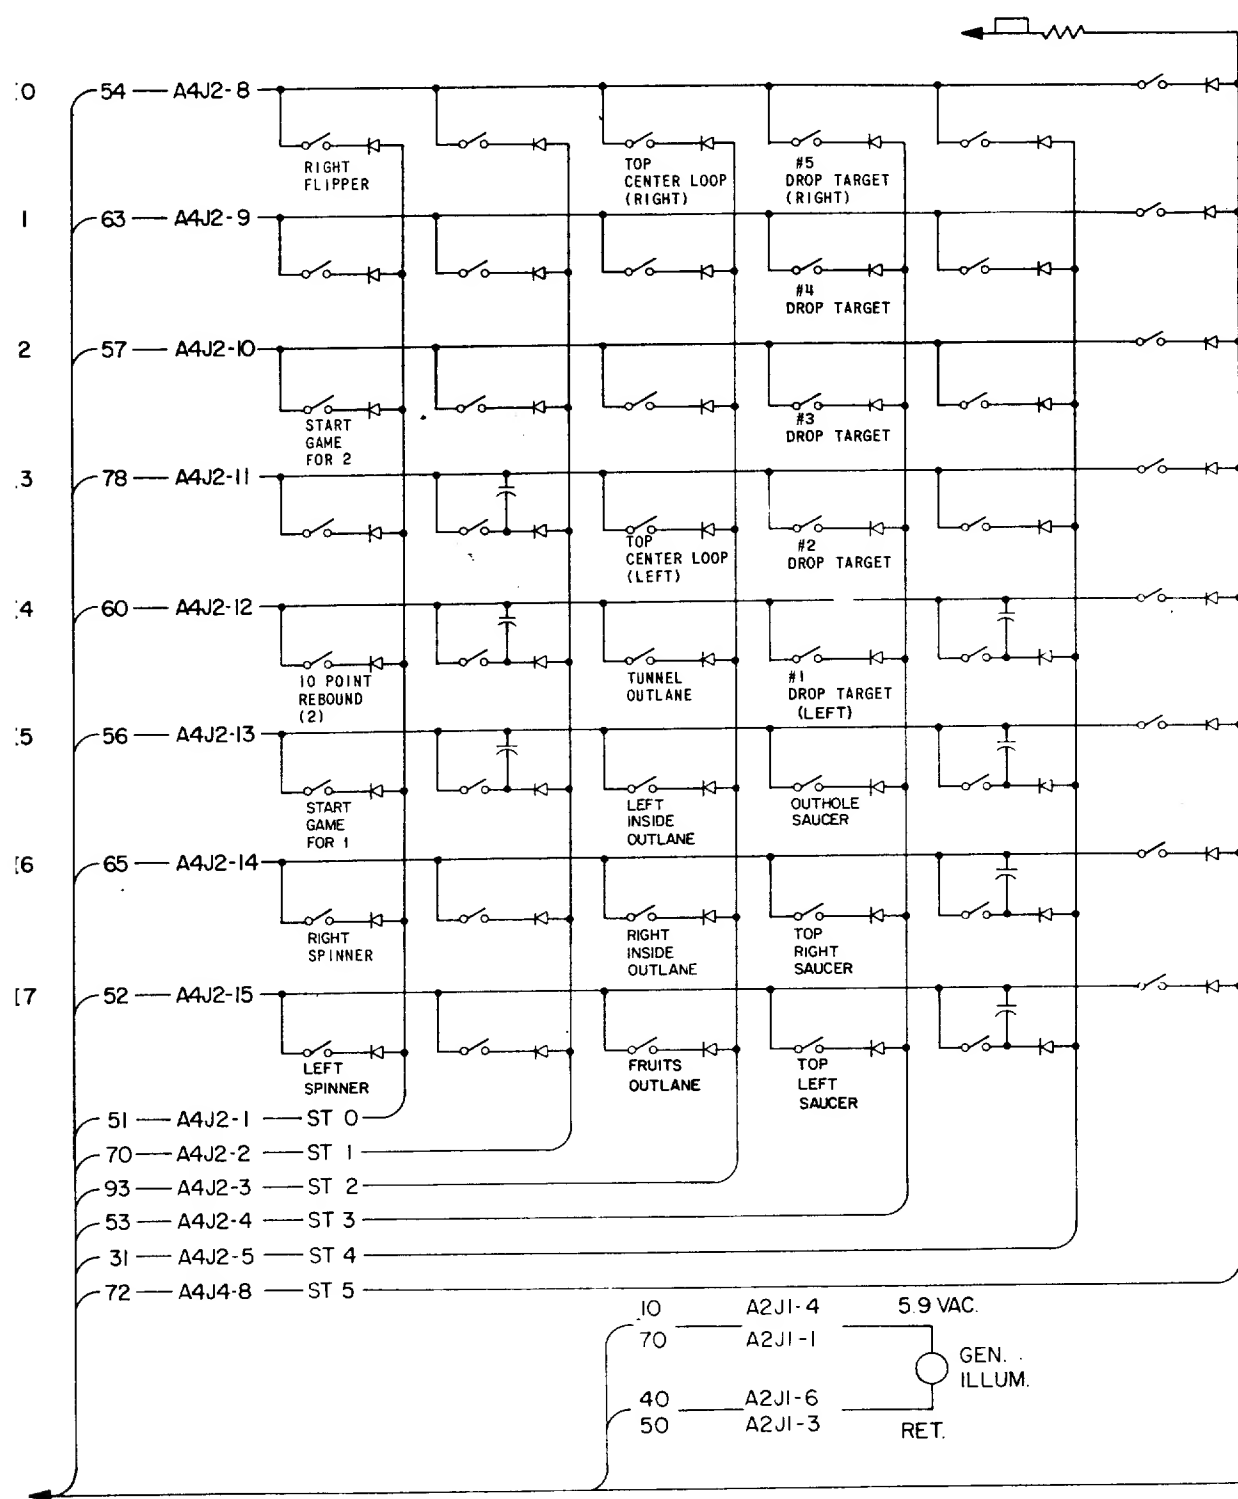 I0 54 A4J2-8
RIGHT
FLIPPER
TOP
CENTER LOOP
(RIGHT)
#5
DROP TARGET
(RIGHT)
1 63 A4J2-9
#4
DROP TARGET
2 57 A4J2-10
START
GAME
FOR 2
#3
DROP TARGET
3 78 A4J2-11
TOP
CENTER LOOP
(LEFT)
#2
DROP TARGET
4 60 A4J2-12
10 POINT
REBOUND
(2)
TUNNEL
OUTLANE
#1
DROP TARGET
(LEFT)
5 56 A4J2-13
START
GAME
FOR 1
LEFT
INSIDE
OUTLANE
OUTHOLE
SAUCER
I6 65 A4J2-14
RIGHT
SPINNER
RIGHT
INSIDE
OUTLANE
TOP
RIGHT
SAUCER
I7 52 A4J2-15
LEFT
SPINNER
FRUITS
OUTLANE
TOP
LEFT
SAUCER
51 A4J2-1 ST 0
70 A4J2-2 ST 1
93 A4J2-3 ST 2
53 A4J2-4 ST 3
31 A4J2-5 ST 4
72 A4J4-8 ST 5
10 A2J1-4 5.9 VAC.
70 A2J1-1
GEN.
ILLUM.
40 A2J1-6
50 A2J1-3 RET.